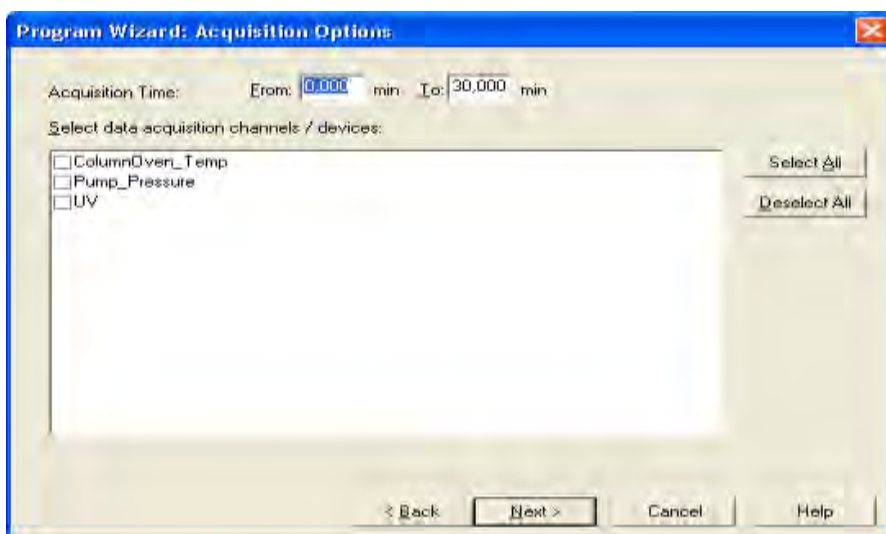 Program Wizard: Acquisition Options
Acquisition Time: From: 0,000 min To: 30,000 min
Select data acquisition channels / devices:
ColumnOven_Temp
Pump_Pressure
UV
Select All
Deselect All
< Back Next > Cancel Help